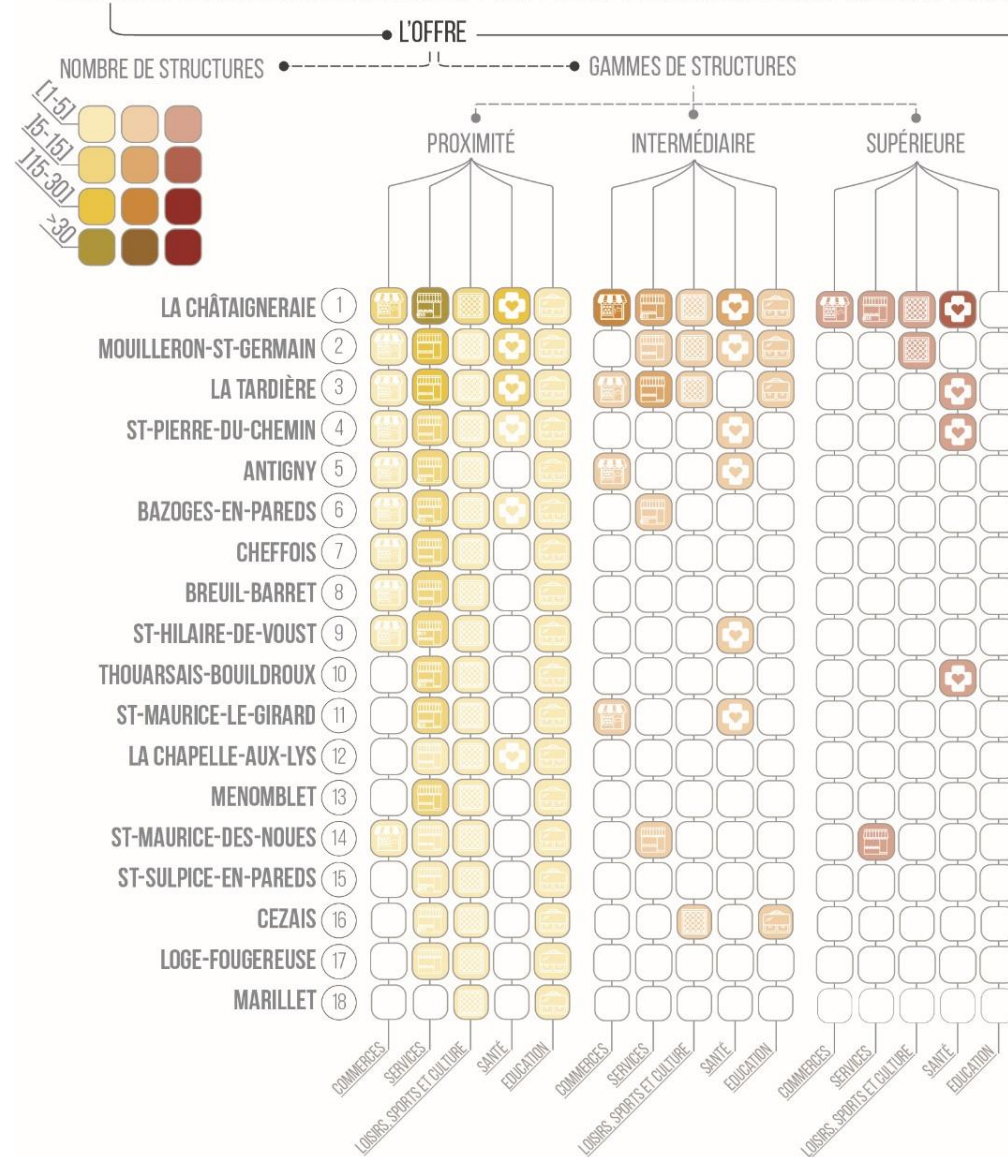 L'OFFRE
NOMBRE DE STRUCTURES
GAMMES DE STRUCTURES
[1-5]
]5-15]
]15-30]
>30
PROXIMITÉ
INTERMÉDIAIRE
SUPÉRIEURE
LA CHÂTAIGNERAIE 1
MOUILLERON-ST-GERMAIN 2
LA TARDIÈRE 3
ST-PIERRE-DU-CHEMIN 4
ANTIGNY 5
BAZOGES-EN-PAREDS 6
CHEFFOIS 7
BREUIL-BARRET 8
ST-HILAIRE-DE-VOUST 9
THOUARSAIS-BOUILDROUX 10
ST-MAURICE-LE-GIRARD 11
LA CHAPELLE-AUX-LYS 12
MENOMBLET 13
ST-MAURICE-DES-NOUES 14
ST-SULPICE-EN-PAREDS 15
CEZAIS 16
LOGE-FOUGEREUSE 17
MARILLET 18
COMMERCES
SERVICES
LOISIRS, SPORTS ET CULTURE
SANTÉ
EDUCATION
COMMERCES
SERVICES
LOISIRS, SPORTS ET CULTURE
SANTÉ
EDUCATION
COMMERCES
SERVICES
LOISIRS, SPORTS ET CULTURE
SANTÉ
EDUCATION